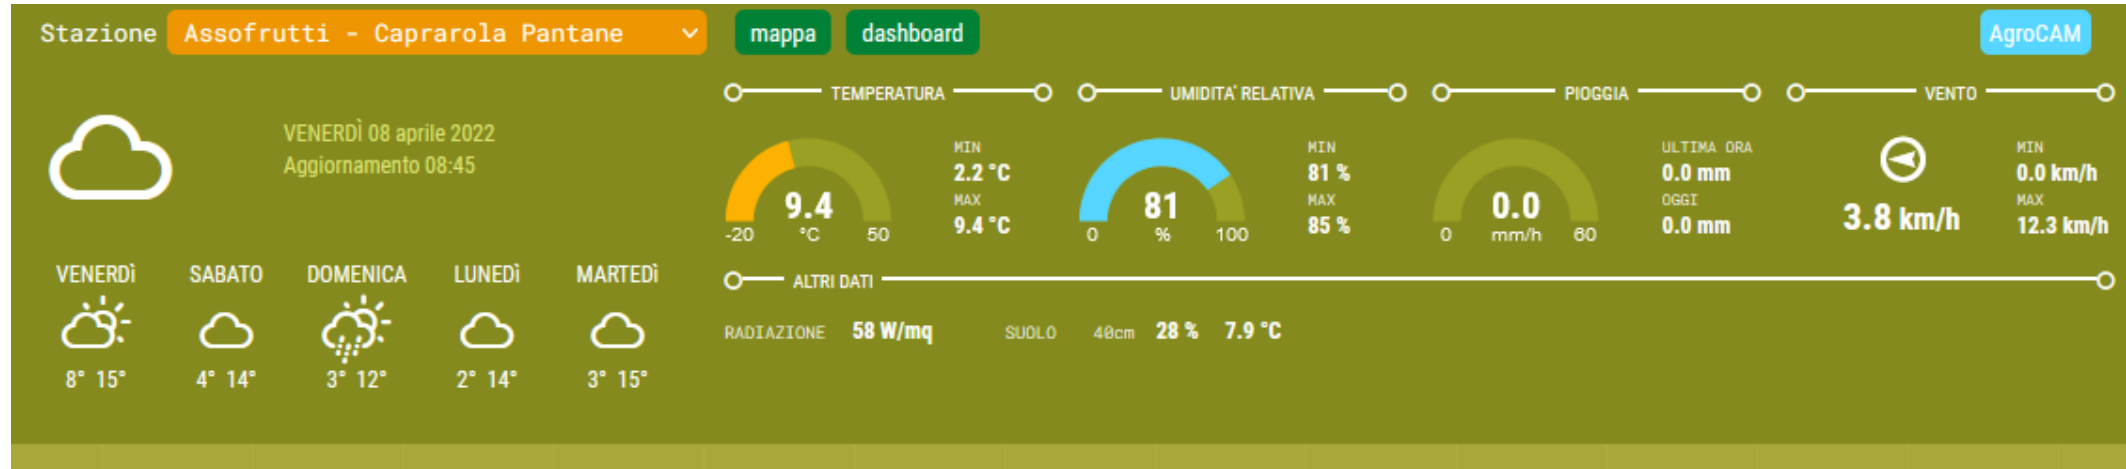 Stazione Assofrutti - Caprarola Pantane mappa dashboard AgroCAM
VENERDÌ 08 aprile 2022
Aggiornamento 08:45
VENERDÌ SABATO DOMENICA LUNEDÌ MARTEDÌ
8° 15° 4° 14° 3° 12° 2° 14° 3° 15°
TEMPERATURA
9.4
-20 °C 50
MIN
2.2 °C
MAX
9.4 °C
UMIDITA' RELATIVA
81
0 % 100
MIN
81 %
MAX
85 %
PIOGGIA
0.0
0 mm/h 60
ULTIMA ORA
0.0 mm
OGGI
0.0 mm
VENTO
3.8 km/h
MIN
0.0 km/h
MAX
12.3 km/h
ALTRI DATI
RADIAZIONE 58 W/mq SUOLO 40cm 28 % 7.9 °C